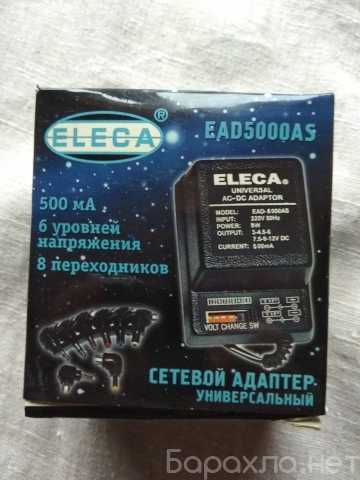 ELECA®
EAD5000AS
500 мА
6 уровней
напряжения
8 переходников
ELECA.
UNIVERSAL
AC-DC ADAPTOR
MODEL: EAD-5000AS
INPUT: 220V 50Hz
POWER: 5W
OUTPUT: 3-4.5-6
7.5-9-12V DC
CURRENT: 500mA
VOLT CHANGE SW
СЕТЕВОЙ АДАПТЕР
УНИВЕРСАЛЬНЫЙ
Барахла.нет